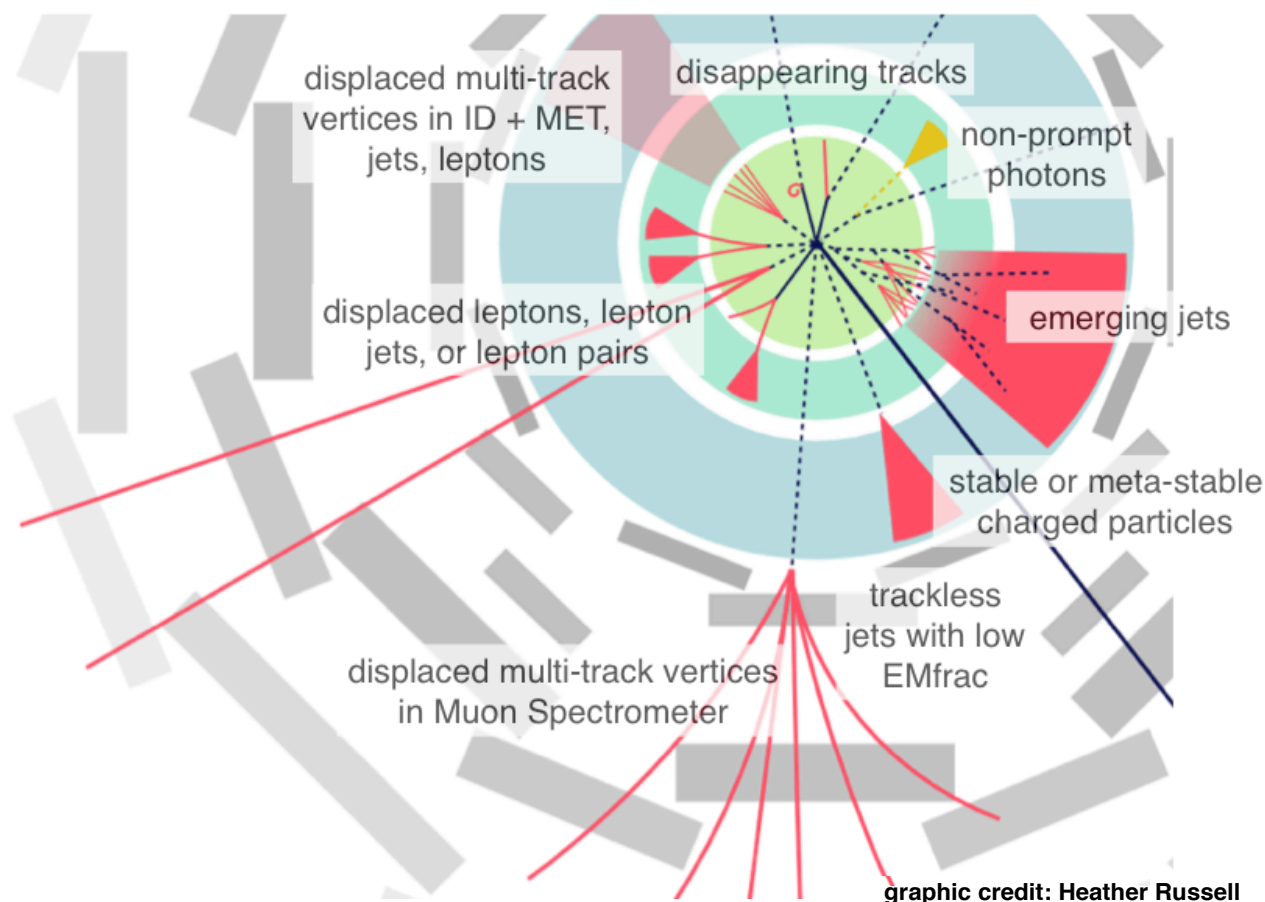 displaced multi-track
vertices in ID + MET,
jets, leptons
disappearing tracks
non-prompt
photons
displaced leptons, lepton
jets, or lepton pairs
emerging jets
stable or meta-stable
charged particles
trackless
jets with low
EMfrac
displaced multi-track vertices
in Muon Spectrometer
graphic credit: Heather Russell